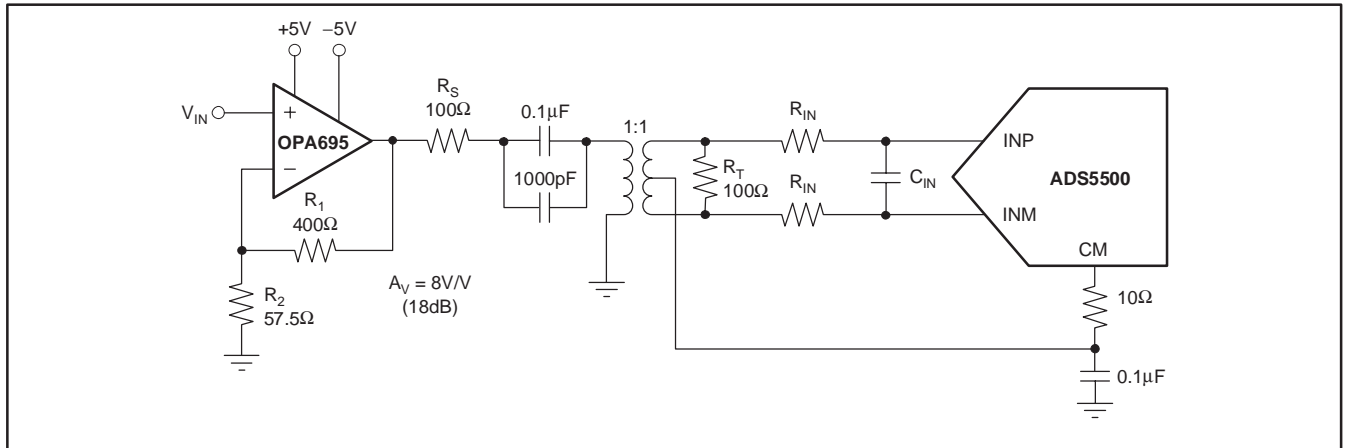 +5V −5V
V_IN
+
−
OPA695
R_S
100Ω
0.1μF
1000pF
1:1
R_1
400Ω
R_2
57.5Ω
A_V = 8V/V
(18dB)
R_T
100Ω
R_IN
R_IN
C_IN
INP
INM
ADS5500
CM
10Ω
0.1μF